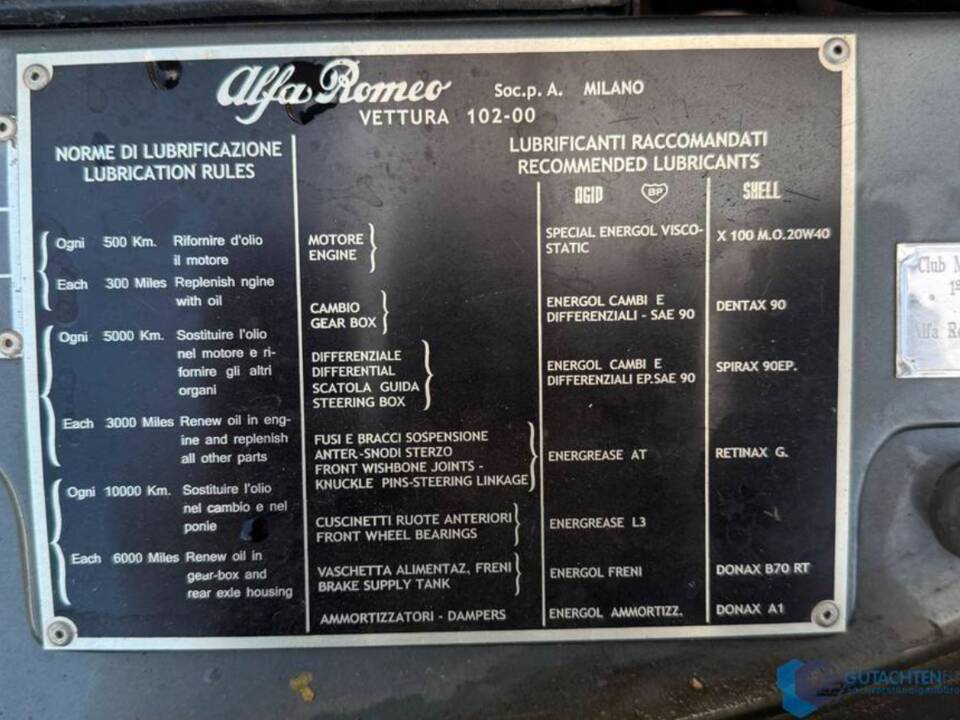 Alfa Romeo Soc.p. A. MILANO
VETTURA 102-00
NORME DI LUBRIFICAZIONE
LUBRICATION RULES
LUBRIFICANTI RACCOMANDATI
RECOMMENDED LUBRICANTS
AGIP BP SHELL
Ogni 500 Km. Rifornire d'olio
il motore
Each 300 Miles Replenish ngine
with oil
Ogni 5000 Km. Sostituire l'olio
nel motore e ri-
fornire gli altri
organi
Each 3000 Miles Renew oil in eng-
ine and replenish
all other parts
Ogni 10000 Km. Sostituire l'olio
nel cambio e nel
ponie
Each 6000 Miles Renew oil in
gear-box and
rear exle housing
MOTORE
ENGINE
SPECIAL ENERGOL VISCO-
STATIC
X 100 M.O.20W40
CAMBIO
GEAR BOX
ENERGOL CAMBI E
DIFFERENZIALI - SAE 90
DENTAX 90
DIFFERENZIALE
DIFFERENTIAL
SCATOLA GUIDA
STEERING BOX
ENERGOL CAMBI E
DIFFERENZIALI EP.SAE 90
SPIRAX 90EP.
FUSI E BRACCI SOSPENSIONE
ANTER.-SNODI STERZO
FRONT WISHBONE JOINTS -
KNUCKLE PINS-STEERING LINKAGE
ENERGREASE AT
RETINAX G.
CUSCINETTI RUOTE ANTERIORI
FRONT WHEEL BEARINGS
ENERGREASE L3
VASCHETTA ALIMENTAZ. FRENI
BRAKE SUPPLY TANK
ENERGOL FRENI
DONAX B70 RT
AMMORTIZZATORI - DAMPERS
ENERGOL AMMORTIZZ.
DONAX A1
Club
Alfa
GUTACHTEN